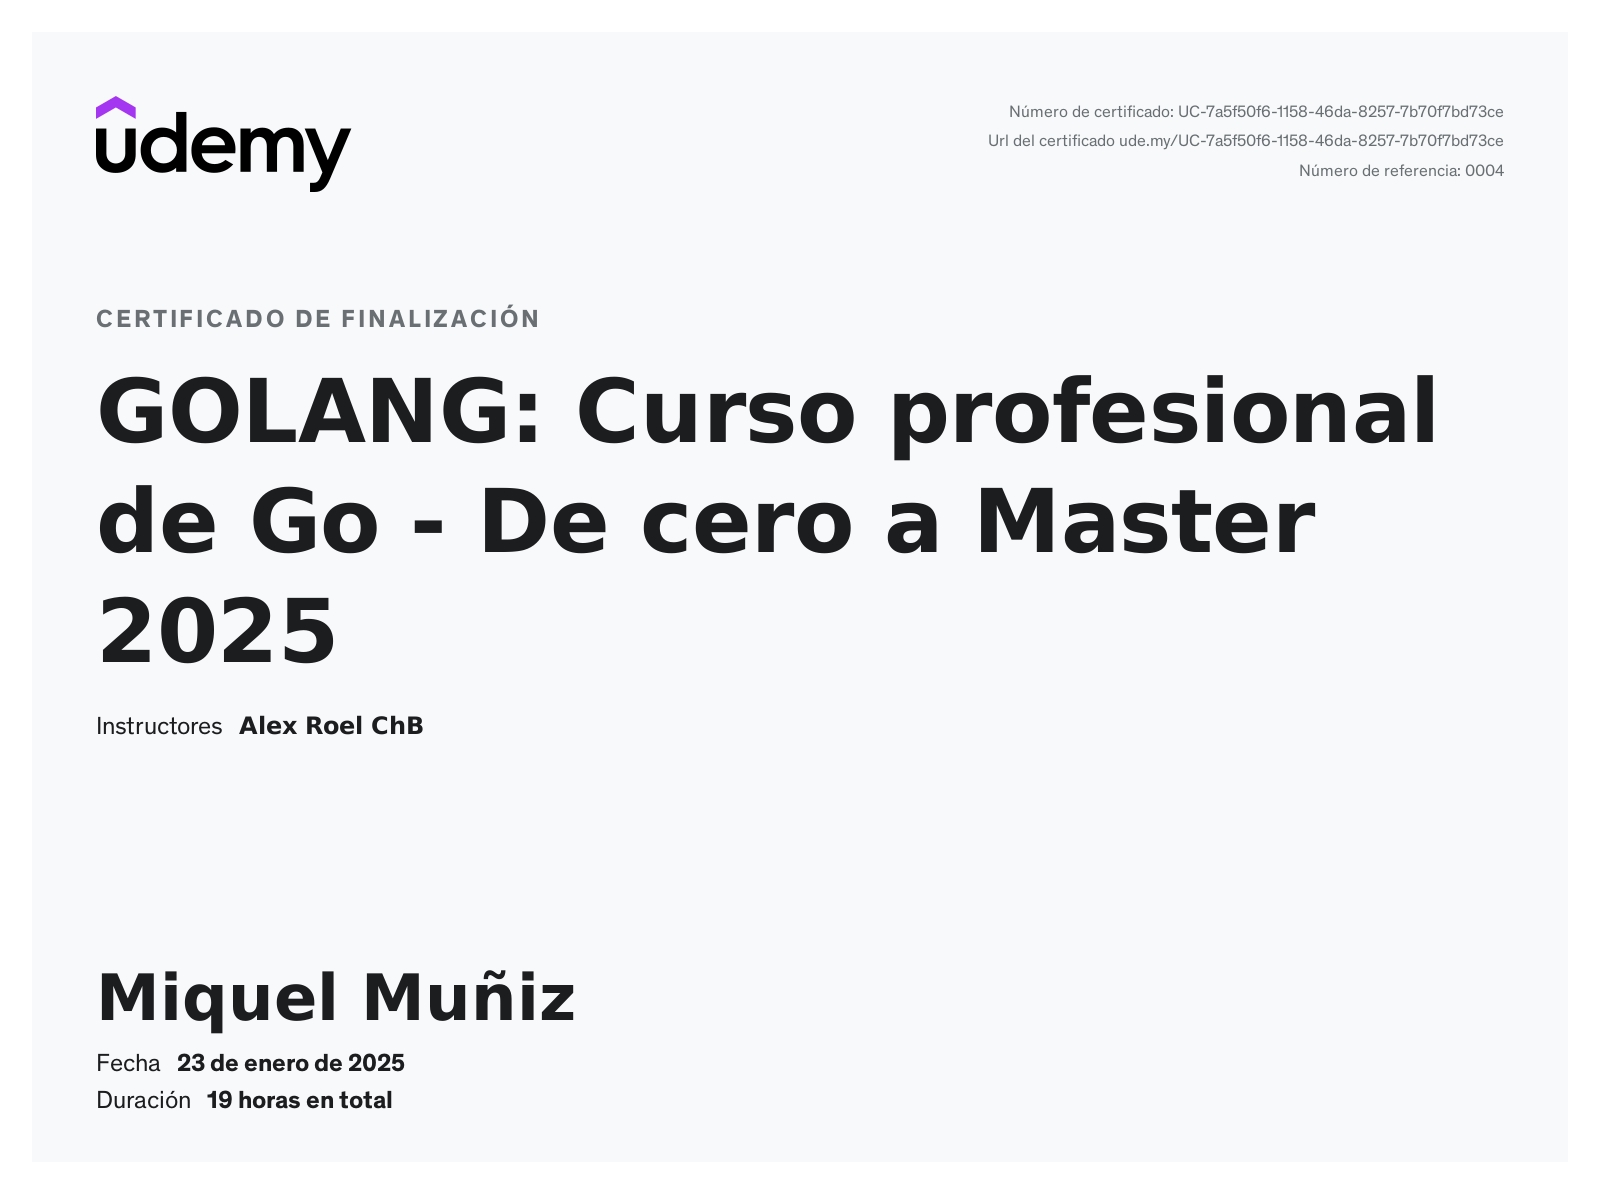 udemy
Número de certificado: UC-7a5f50f6-1158-46da-8257-7b70f7bd73ce
Url del certificado ude.my/UC-7a5f50f6-1158-46da-8257-7b70f7bd73ce
Número de referencia: 0004
CERTIFICADO DE FINALIZACIÓN
GOLANG: Curso profesional
de Go - De cero a Master
2025
Instructores Alex Roel ChB
Miquel Muñiz
Fecha 23 de enero de 2025
Duración 19 horas en total